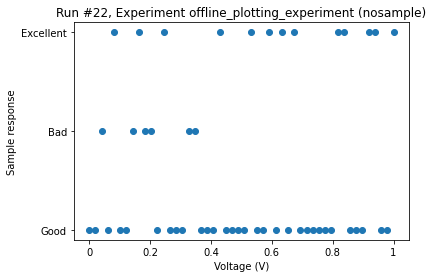 Run #22, Experiment offline_plotting_experiment (nosample)
Excellent
Bad
Good
Sample response
0 0.2 0.4 0.6 0.8 1
Voltage (V)